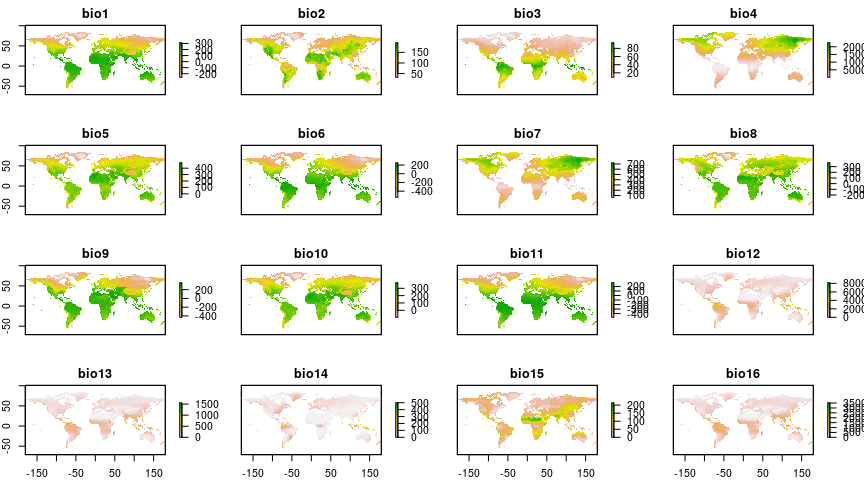 bio1 bio2 bio3 bio4
50 0 -50
300 200 100 0 -100 -200
150 100 50
80 60 40 20
2000 1500 1000 5000
bio5 bio6 bio7 bio8
50 0 -50
400 300 200 100 0
200 0 -200 -400
700 600 500 400 300 200 100
300 200 100 0 -100 -200
bio9 bio10 bio11 bio12
50 0 -50
200 0 -200 -400
300 200 100 0
200 100 0 -100 -200 -300 -400
8000 6000 4000 2000 0
bio13 bio14 bio15 bio16
50 0 -50
1500 1000 500 0
500 400 300 200 100 0
200 150 100 50 0
-150 -50 50 150 -150 -50 50 150 -150 -50 50 150 -150 -50 50 150